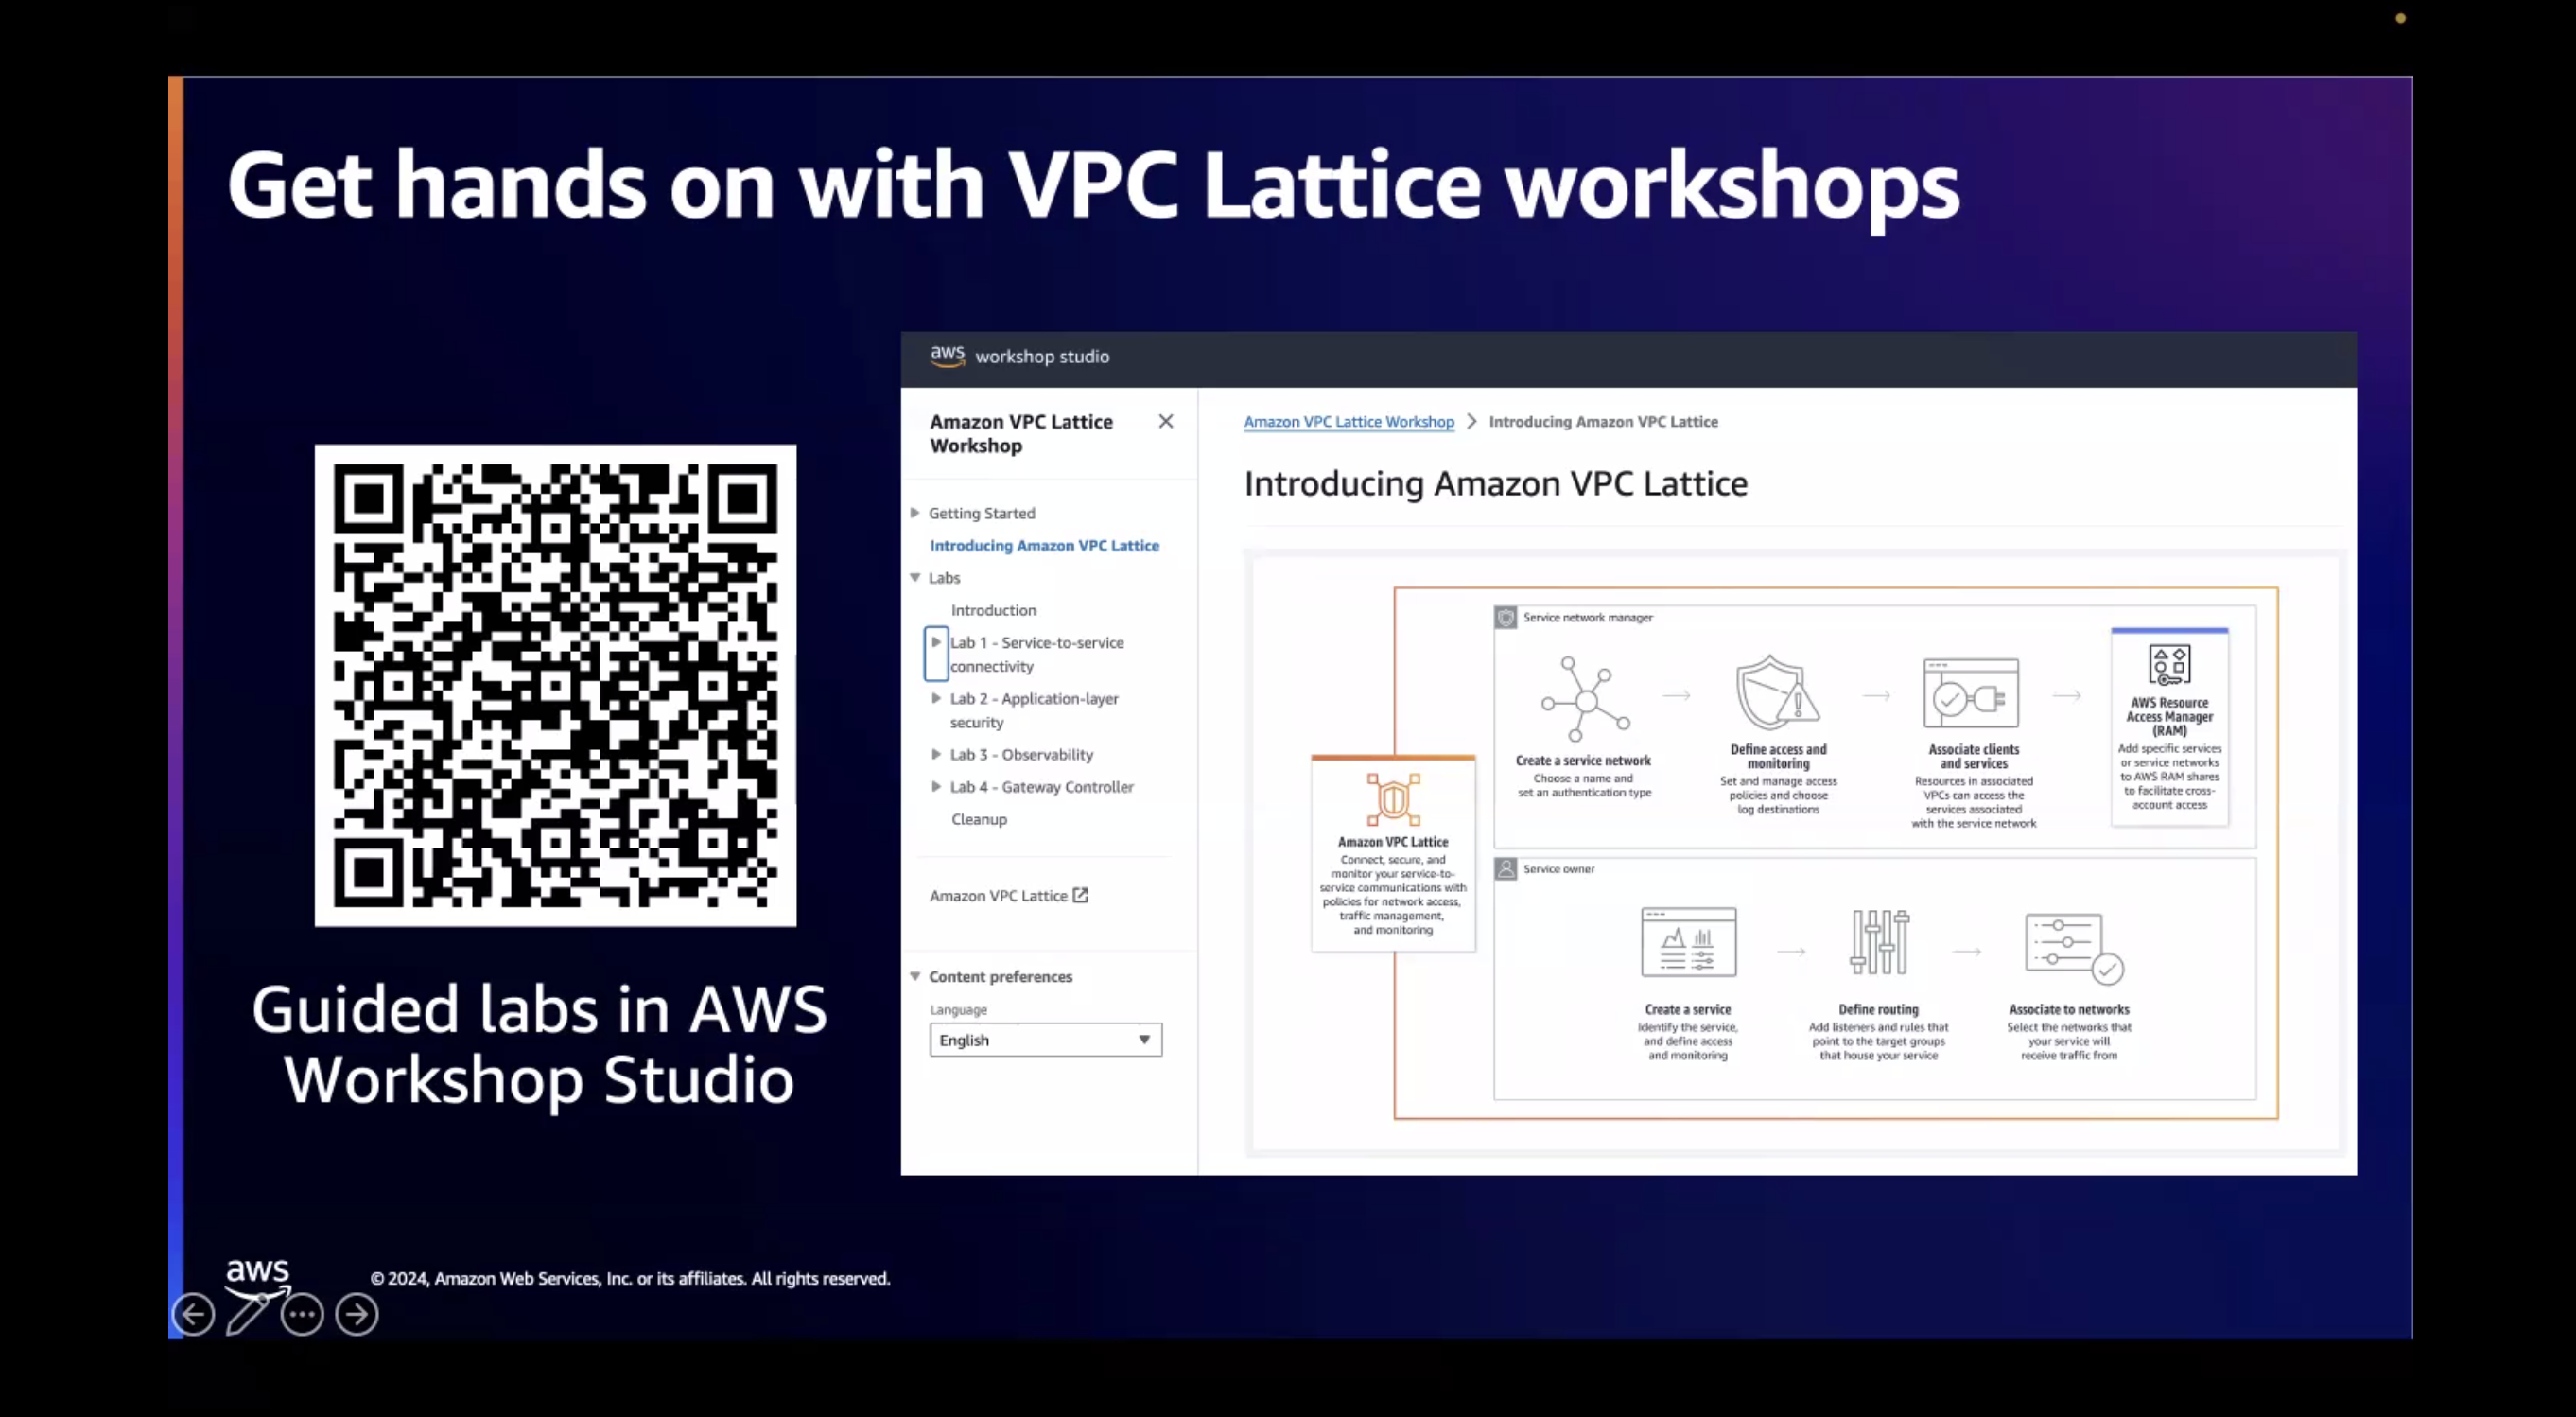 Get hands on with VPC Lattice workshops
Guided labs in AWS
Workshop Studio
aws workshop studio
Amazon VPC Lattice
Workshop
Getting Started
Introducing Amazon VPC Lattice
Labs
Introduction
Lab 1 - Service-to-service
connectivity
Lab 2 - Application-layer
security
Lab 3 - Observability
Lab 4 - Gateway Controller
Cleanup
Amazon VPC Lattice
Content preferences
Language
English
Amazon VPC Lattice Workshop > Introducing Amazon VPC Lattice
Introducing Amazon VPC Lattice
Amazon VPC Lattice
Connect, secure, and
monitor your service-to-
service communications with
policies for network access,
traffic management,
and monitoring
Service network manager
Create a service network
Choose a name and
set an authentication type
Define access and
monitoring
Set and manage access
policies and choose
log destinations
Associate clients
and services
Resources in associated
VPCs can access the
services associated
with the service network
AWS Resource
Access Manager
(RAM)
Add specific services
or service networks
to AWS RAM shares
to facilitate cross-
account access
Service owner
Create a service
Identify the service,
and define access
and monitoring
Define routing
Add listeners and rules that
point to the target groups
that house your service
Associate to networks
Select the networks that
your service will
receive traffic from
aws
© 2024, Amazon Web Services, Inc. or its affiliates. All rights reserved.